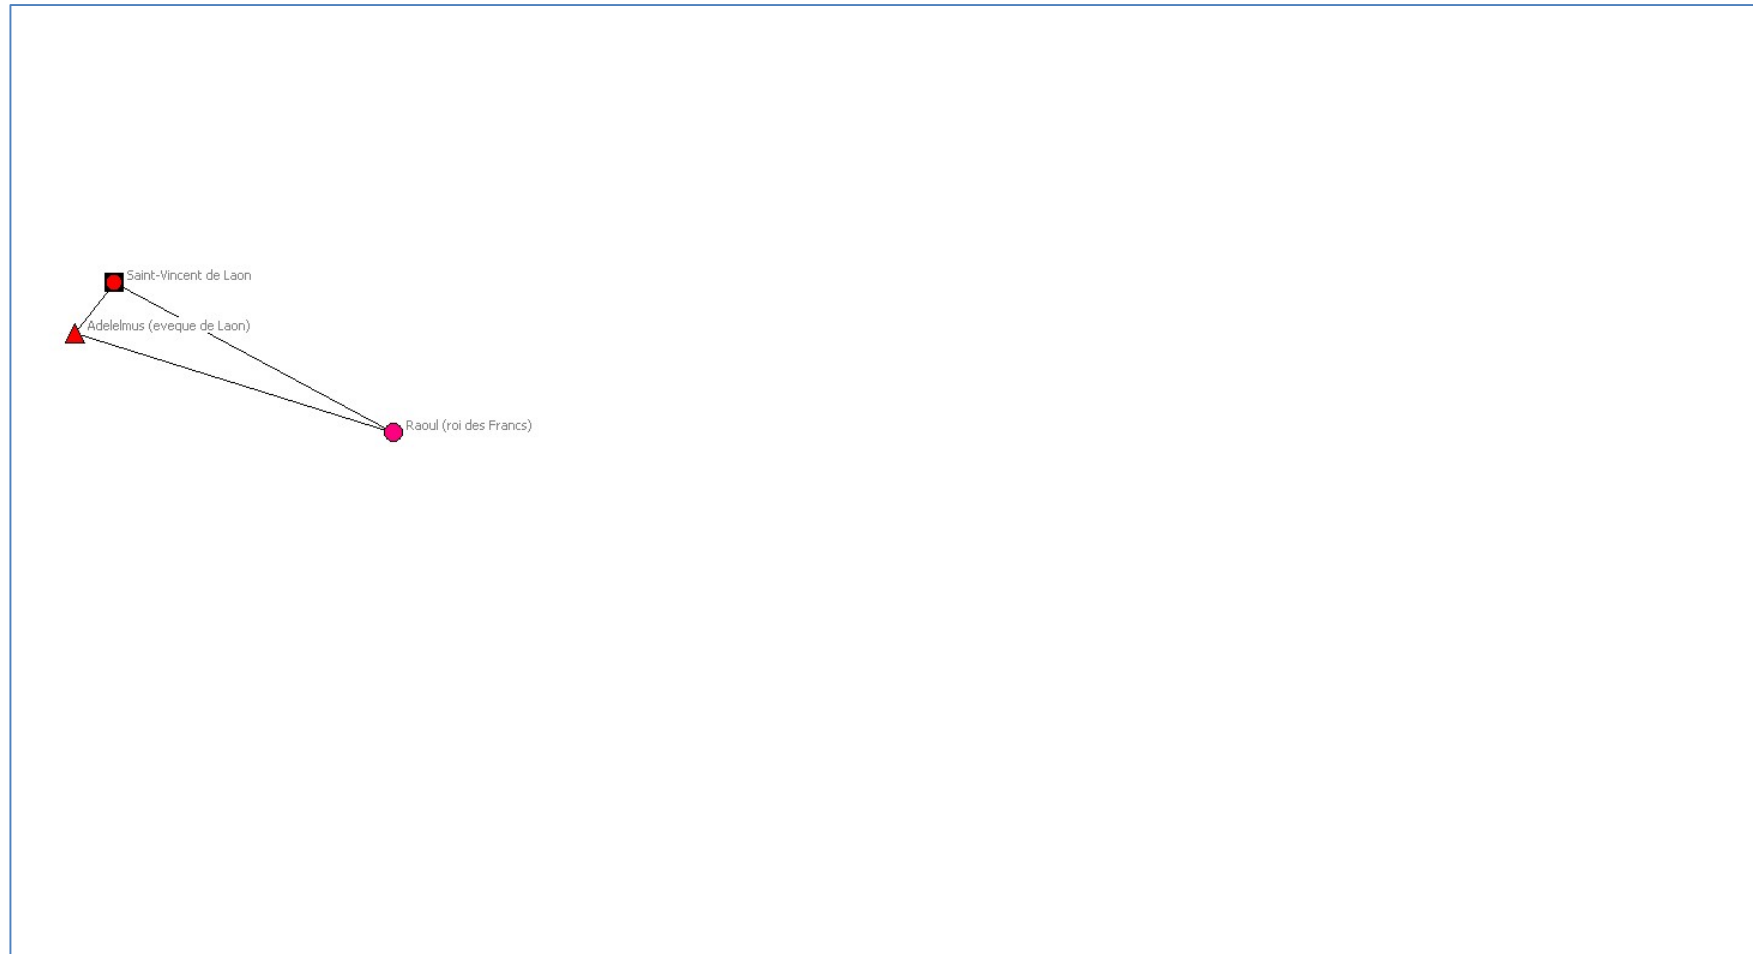 Saint-Vincent de Laon
Adelelmus (eveque de Laon)
Raoul (roi des Francs)